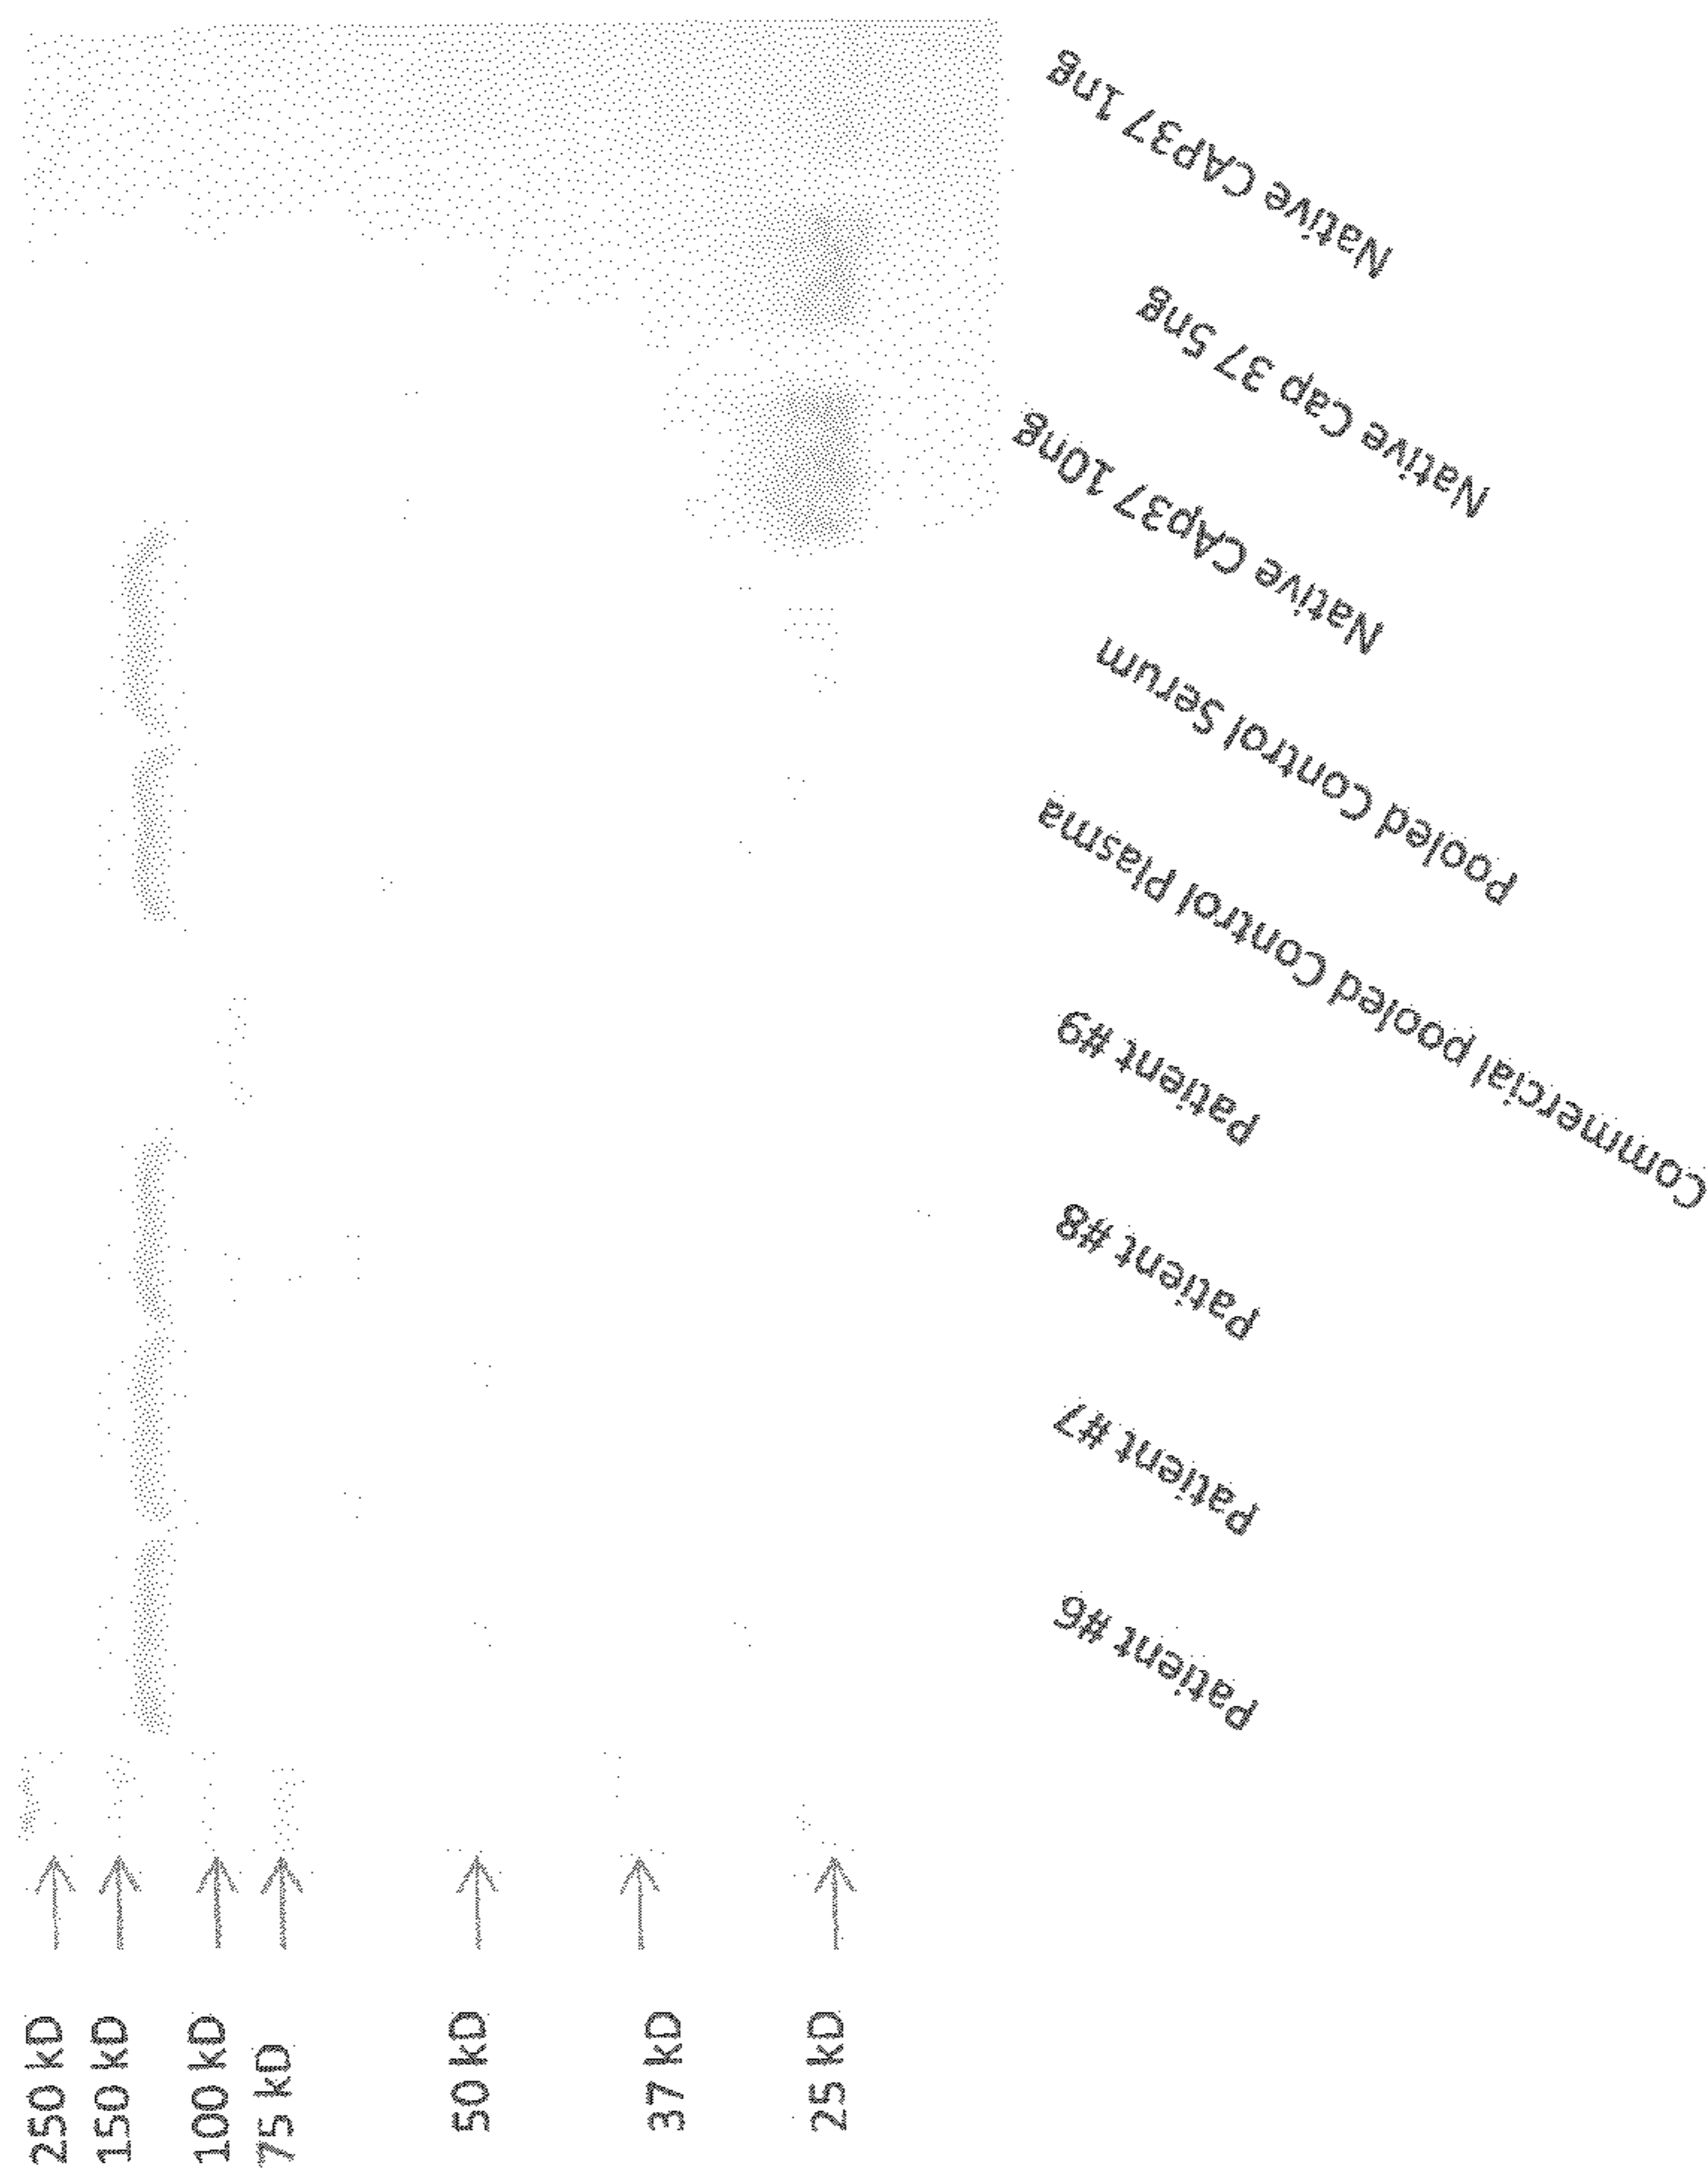 250 kD
150 kD
100 kD
75 kD
50 kD
37 kD
25 kD
Patient #6
Patient #7
Patient #8
Patient #9
Commercial pooled Control Plasma
Pooled Control Serum
Native CAp37 10ng
Native Cap 37 5ng
Native CAP37 1ng